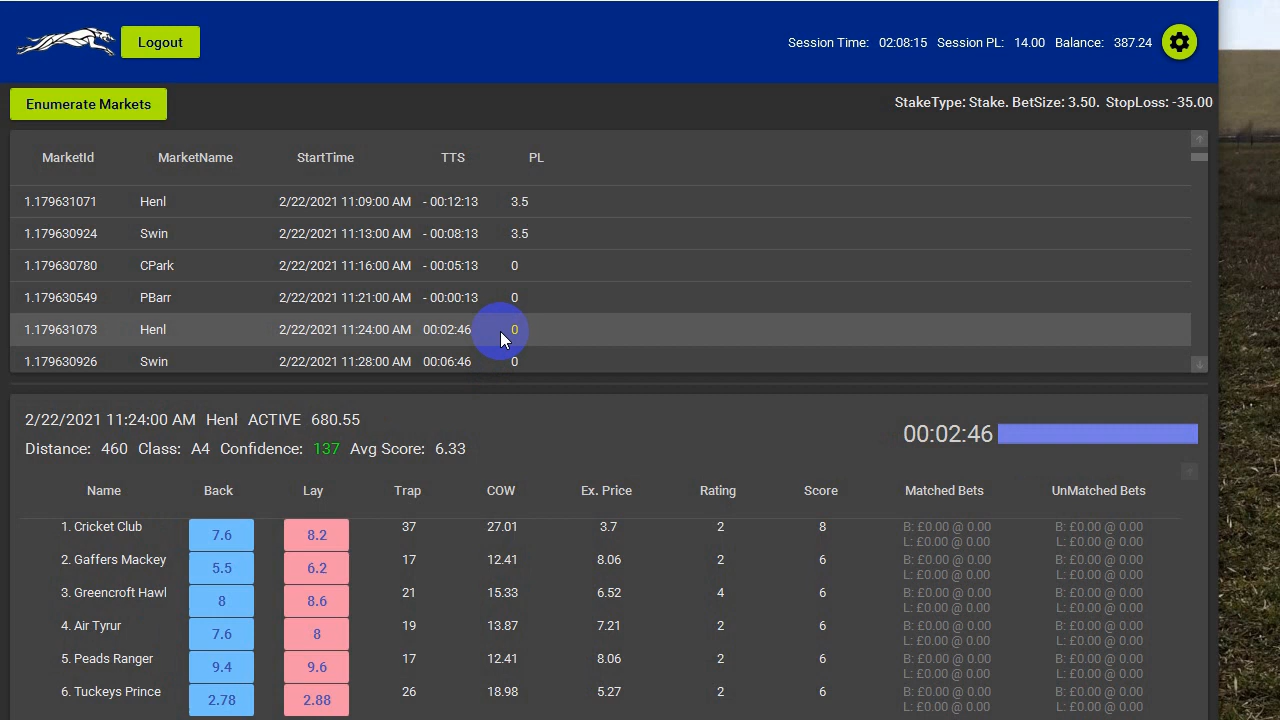 Logout
Session Time: 02:08:15 Session PL: 14.00 Balance: 387.24
Enumerate Markets
StakeType: Stake. BetSize: 3.50. StopLoss: -35.00
MarketId MarketName StartTime TTS PL
1.179631071 Henl 2/22/2021 11:09:00 AM - 00:12:13 3.5
1.179630924 Swin 2/22/2021 11:13:00 AM - 00:08:13 3.5
1.179630780 CPark 2/22/2021 11:16:00 AM - 00:05:13 0
1.179630549 PBarr 2/22/2021 11:21:00 AM - 00:00:13 0
1.179631073 Henl 2/22/2021 11:24:00 AM 00:02:46 0
1.179630926 Swin 2/22/2021 11:28:00 AM 00:06:46 0
2/22/2021 11:24:00 AM Henl ACTIVE 680.55
Distance: 460 Class: A4 Confidence: 137 Avg Score: 6.33
00:02:46
Name Back Lay Trap COW Ex. Price Rating Score Matched Bets UnMatched Bets
1. Cricket Club 7.6 8.2 37 27.01 3.7 2 8 B: £0.00 @ 0.00 B: £0.00 @ 0.00
L: £0.00 @ 0.00 L: £0.00 @ 0.00
2. Gaffers Mackey 5.5 6.2 17 12.41 8.06 2 6 B: £0.00 @ 0.00 B: £0.00 @ 0.00
L: £0.00 @ 0.00 L: £0.00 @ 0.00
3. Greencroft Hawl 8 8.6 21 15.33 6.52 4 6 B: £0.00 @ 0.00 B: £0.00 @ 0.00
L: £0.00 @ 0.00 L: £0.00 @ 0.00
4. Air Tyrur 7.6 8 19 13.87 7.21 2 6 B: £0.00 @ 0.00 B: £0.00 @ 0.00
L: £0.00 @ 0.00 L: £0.00 @ 0.00
5. Peads Ranger 9.4 9.6 17 12.41 8.06 2 6 B: £0.00 @ 0.00 B: £0.00 @ 0.00
L: £0.00 @ 0.00 L: £0.00 @ 0.00
6. Tuckeys Prince 2.78 2.88 26 18.98 5.27 2 6 B: £0.00 @ 0.00 B: £0.00 @ 0.00
L: £0.00 @ 0.00 L: £0.00 @ 0.00